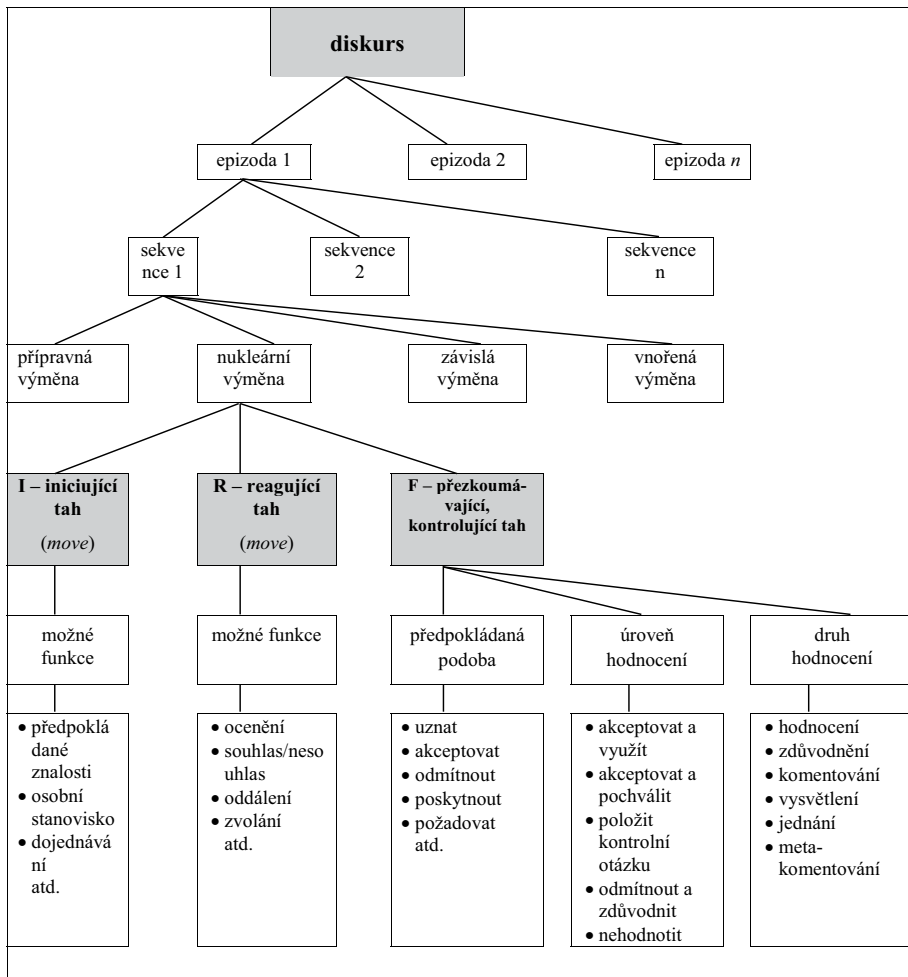 diskurs
epizoda 1
epizoda 2
epizoda n
sekve
nce 1
sekvence
2
sekvence
n
přípravná
výměna
nukleární
výměna
závislá
výměna
vnořená
výměna
I – iniciující
tah
(move)
R – reagující
tah
(move)
F – přezkoumá-
vající,
kontrolující tah
možné
funkce
možné funkce
předpokládaná
podoba
úroveň
hodnocení
druh
hodnocení
• předpoklá
dané
znalosti
• osobní
stanovisko
• dojednává
ní
atd.
• ocenění
• souhlas/neso
uhlas
• oddálení
• zvolání
atd.
• uznat
• akceptovat
• odmítnout
• poskytnout
• požadovat
atd.
• akceptovat a
využít
• akceptovat a
pochválit
• položit
kontrolní
otázku
• odmítnout a
zdůvodnit
• nehodnotit
• hodnocení
• zdůvodnění
• komentování
• vysvětlení
• jednání
• meta-
komentování